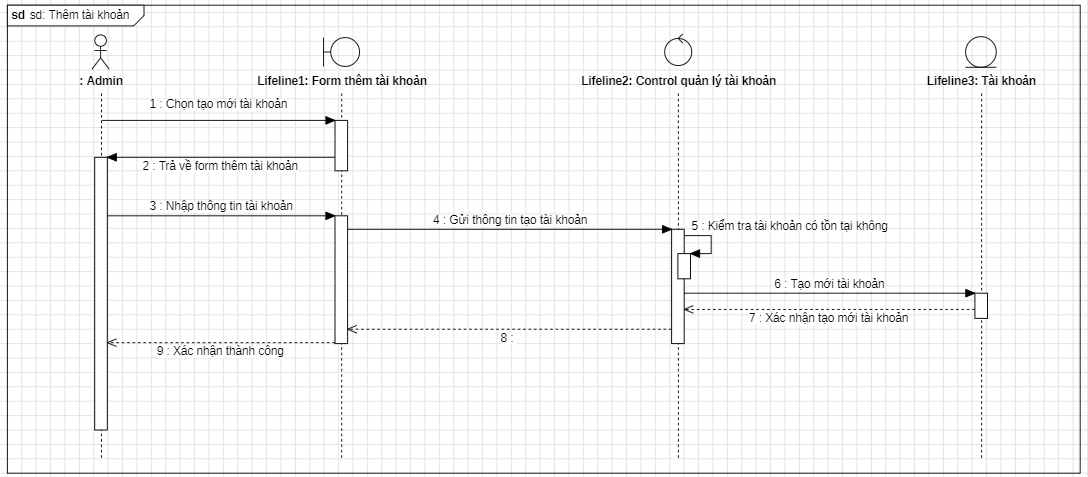 sd sd: Thêm tài khoản
: Admin
Lifeline1: Form thêm tài khoản
Lifeline2: Control quản lý tài khoản
Lifeline3: Tài khoản
1 : Chọn tạo mới tài khoản
2 : Trả về form thêm tài khoản
3 : Nhập thông tin tài khoản
4 : Gửi thông tin tạo tài khoản
5 : Kiểm tra tài khoản có tồn tại không
6 : Tạo mới tài khoản
7 : Xác nhận tạo mới tài khoản
8 :
9 : Xác nhận thành công